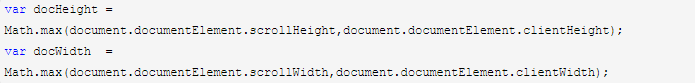 var docHeight =
Math.max(document.documentElement.scrollHeight,document.documentElement.clientHeight);
var docWidth  =
Math.max(document.documentElement.scrollWidth,document.documentElement.clientWidth);